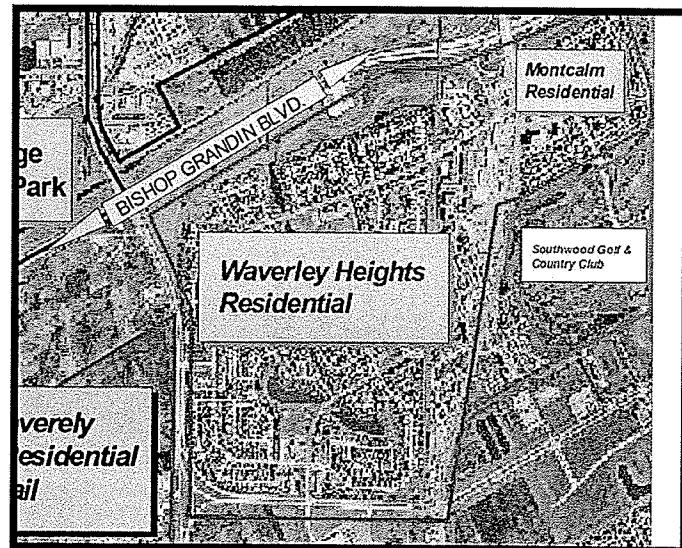 Montcalm
Residential
BISHOP GRANDIN BLVD.
ge
Park
Southwood Golf &
Country Club
Waverley Heights
Residential
verely
esidential
ail